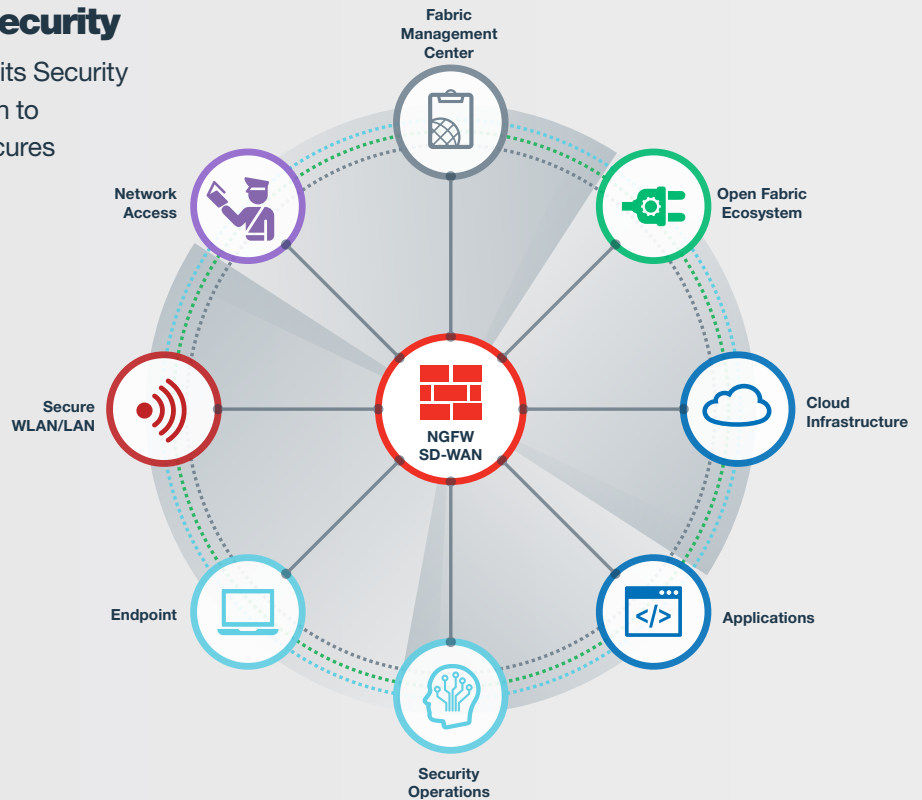 ecurity
its Security
n to
cures
Fabric
Management
Center
Network
Access
Open Fabric
Ecosystem
Secure
WLAN/LAN
NGFW
SD-WAN
Cloud
Infrastructure
Endpoint
</>
Applications
Security
Operations